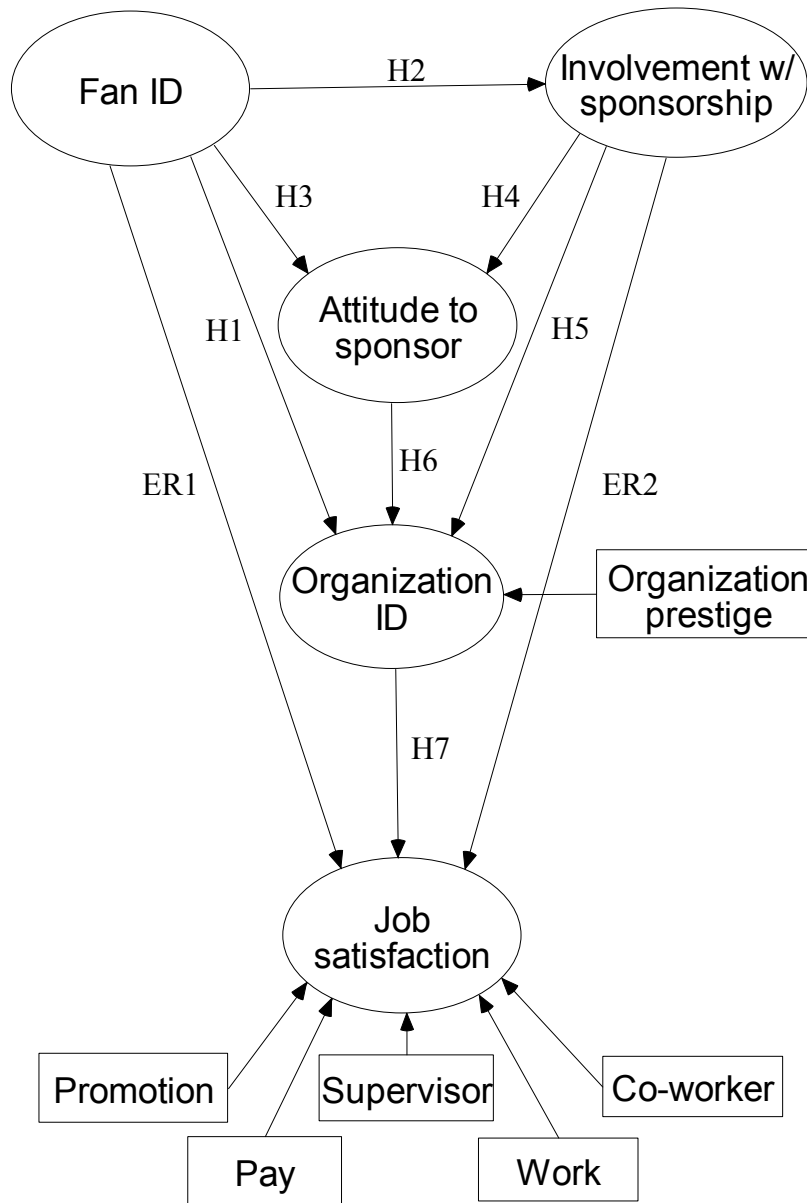 Fan ID
H2
Involvement w/
sponsorship
H3
H4
Attitude to
sponsor
H1
H5
H6
ER1
ER2
Organization
ID
Organization
prestige
H7
Job
satisfaction
Promotion
Supervisor
Co-worker
Pay
Work